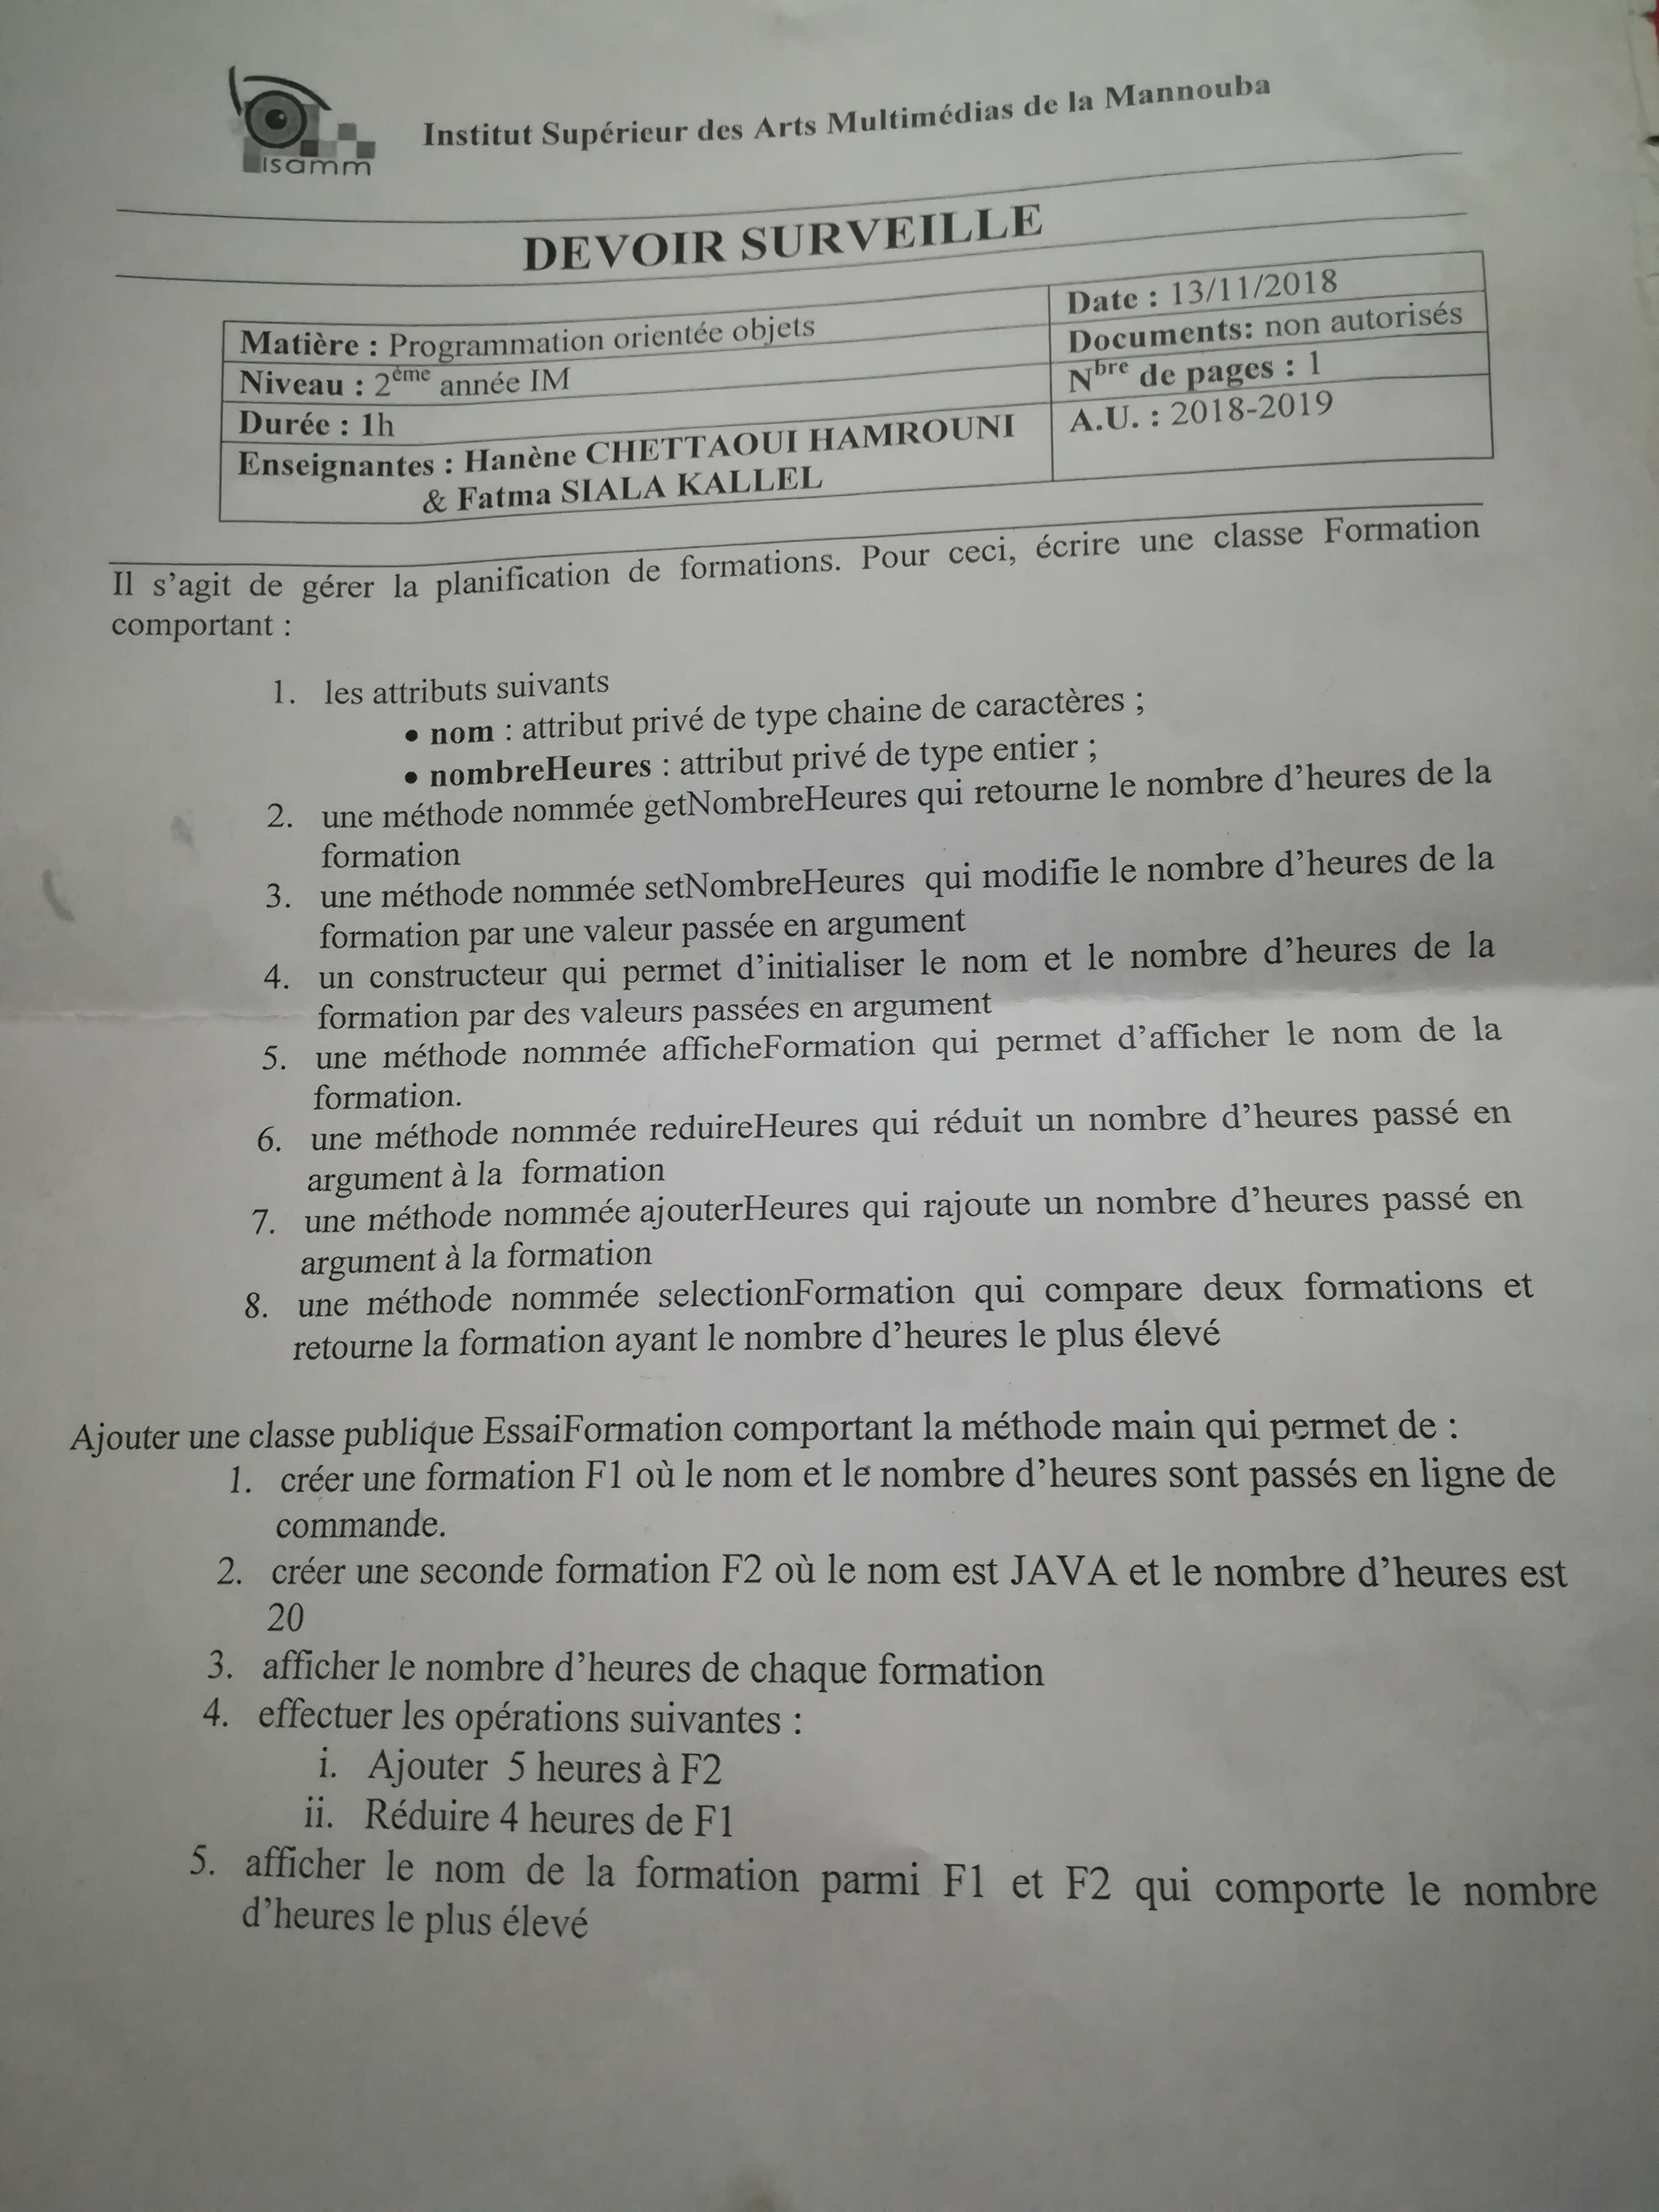 isamm
Institut Supérieur des Arts Multimédias de la Mannouba
DEVOIR SURVEILLE
Matière : Programmation orientée objets
Date : 13/11/2018
Niveau : 2ème année IM
Documents: non autorisés
Durée : 1h
Nbre de pages : 1
Enseignantes : Hanène CHETTAOUI HAMROUNI
& Fatma SIALA KALLEL
A.U. : 2018-2019
Il s'agit de gérer la planification de formations. Pour ceci, écrire une classe Formation
comportant :
1. les attributs suivants
• nom : attribut privé de type chaine de caractères ;
• nombreHeures : attribut privé de type entier ;
2. une méthode nommée getNombreHeures qui retourne le nombre d'heures de la
formation
3. une méthode nommée setNombreHeures qui modifie le nombre d'heures de la
formation par une valeur passée en argument
4. un constructeur qui permet d'initialiser le nom et le nombre d'heures de la
formation par des valeurs passées en argument
5. une méthode nommée afficheFormation qui permet d'afficher le nom de la
formation.
6. une méthode nommée reduireHeures qui réduit un nombre d'heures passé en
argument à la formation
7. une méthode nommée ajouterHeures qui rajoute un nombre d'heures passé en
argument à la formation
8. une méthode nommée selectionFormation qui compare deux formations et
retourne la formation ayant le nombre d'heures le plus élevé
Ajouter une classe publique EssaiFormation comportant la méthode main qui permet de :
1. créer une formation F1 où le nom et le nombre d'heures sont passés en ligne de
commande.
2. créer une seconde formation F2 où le nom est JAVA et le nombre d'heures est
20
3. afficher le nombre d'heures de chaque formation
4. effectuer les opérations suivantes :
i. Ajouter 5 heures à F2
ii. Réduire 4 heures de F1
5. afficher le nom de la formation parmi F1 et F2 qui comporte le nombre
d'heures le plus élevé